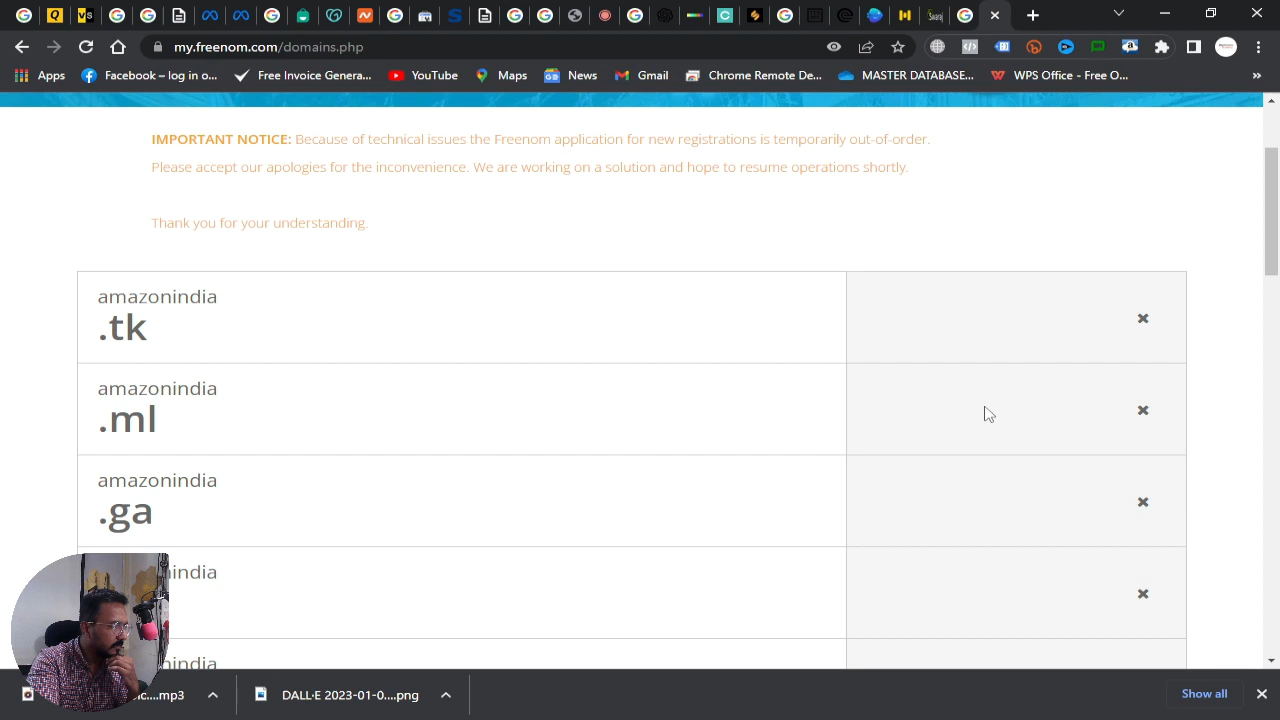 my.freenom.com/domains.php
Apps
Facebook – log in o...
Free Invoice Genera...
YouTube
Maps
News
Gmail
Chrome Remote De...
MASTER DATABASE...
WPS Office - Free O...
IMPORTANT NOTICE: Because of technical issues the Freenom application for new registrations is temporarily out-of-order.
Please accept our apologies for the inconvenience. We are working on a solution and hope to resume operations shortly.
Thank you for your understanding.
amazonindia
.tk
amazonindia
.ml
amazonindia
.ga
india
india
...mp3
DALL·E 2023-01-0....png
Show all